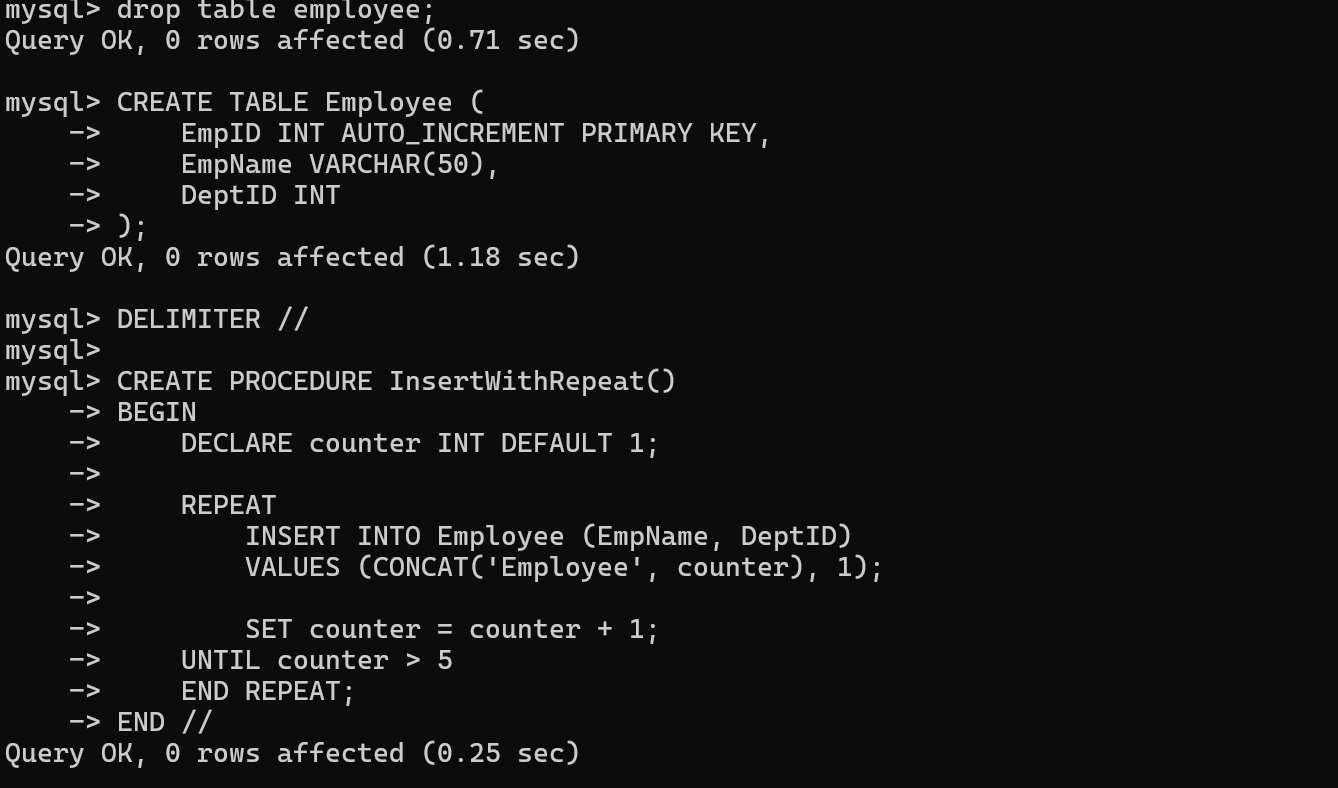 mysql> drop table employee;
Query OK, 0 rows affected (0.71 sec)

mysql> CREATE TABLE Employee (
    ->     EmpID INT AUTO_INCREMENT PRIMARY KEY,
    ->     EmpName VARCHAR(50),
    ->     DeptID INT
    -> );
Query OK, 0 rows affected (1.18 sec)

mysql> DELIMITER //
mysql>
mysql> CREATE PROCEDURE InsertWithRepeat()
    -> BEGIN
    ->     DECLARE counter INT DEFAULT 1;
    ->
    ->     REPEAT
    ->         INSERT INTO Employee (EmpName, DeptID)
    ->         VALUES (CONCAT('Employee', counter), 1);
    ->
    ->         SET counter = counter + 1;
    ->     UNTIL counter > 5
    ->     END REPEAT;
    -> END //
Query OK, 0 rows affected (0.25 sec)